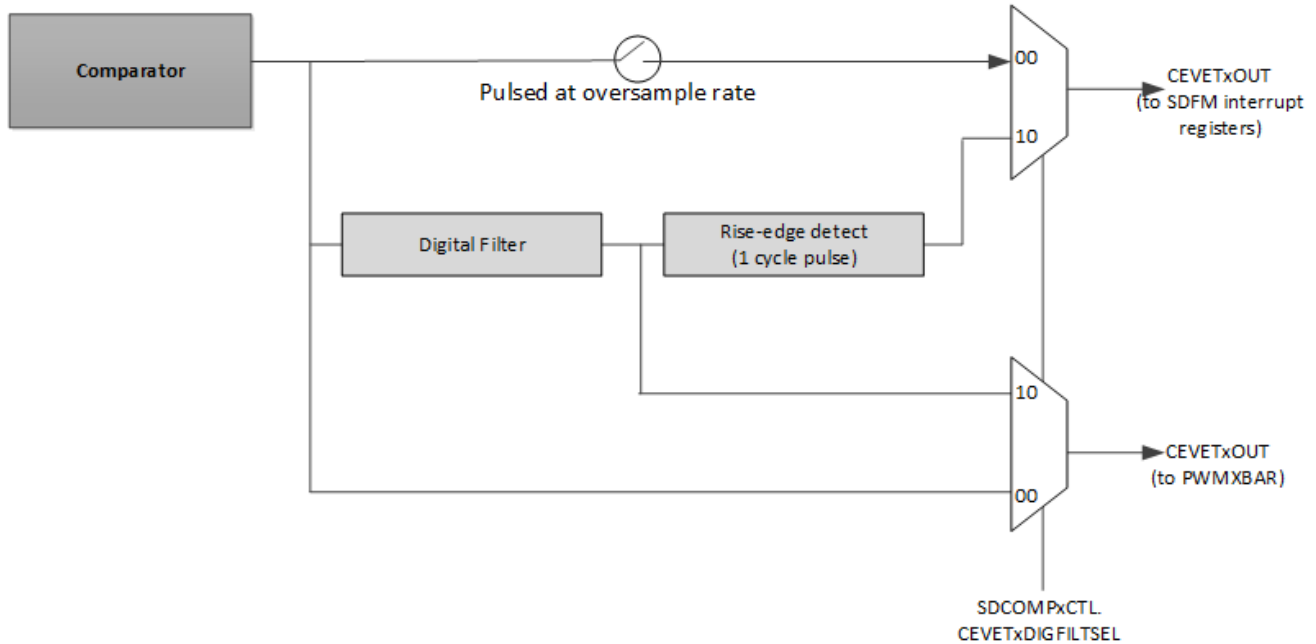 Comparator
Pulsed at oversample rate
00
10
CEVETxOUT
(to SDFM interrupt
registers)
Digital Filter
Rise-edge detect
(1 cycle pulse)
10
00
CEVETxOUT
(to PWMXBAR)
SDCOMPxCTL.
CEVETxDIGFILTSEL